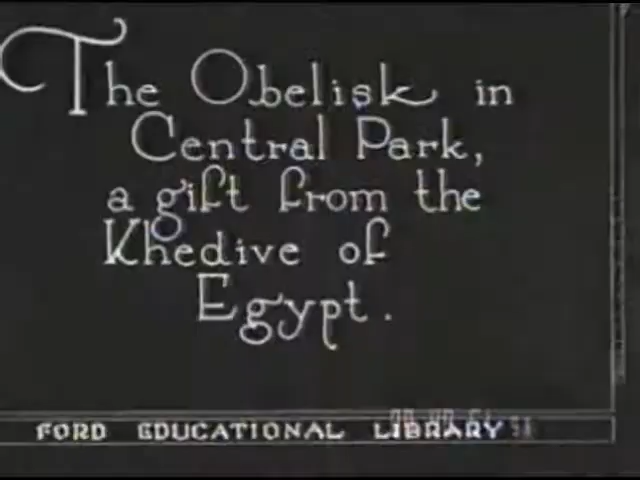 The Obelisk in
Central Park,
a gift from the
Khedive of
Egypt.
FORD EDUCATIONAL LIBRARY